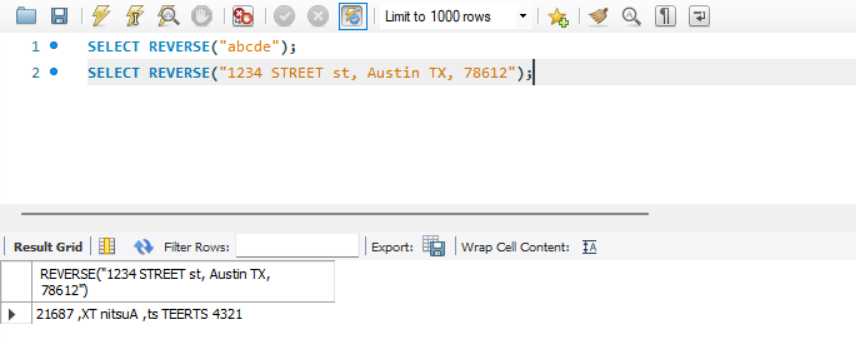 Limit to 1000 rows
1 SELECT REVERSE("abcde");
2 SELECT REVERSE("1234 STREET st, Austin TX, 78612");
Result Grid Filter Rows: Export: Wrap Cell Content: IA
REVERSE("1234 STREET st, Austin TX,
78612")
21687 ,XT nitsuA ,ts TEERTS 4321